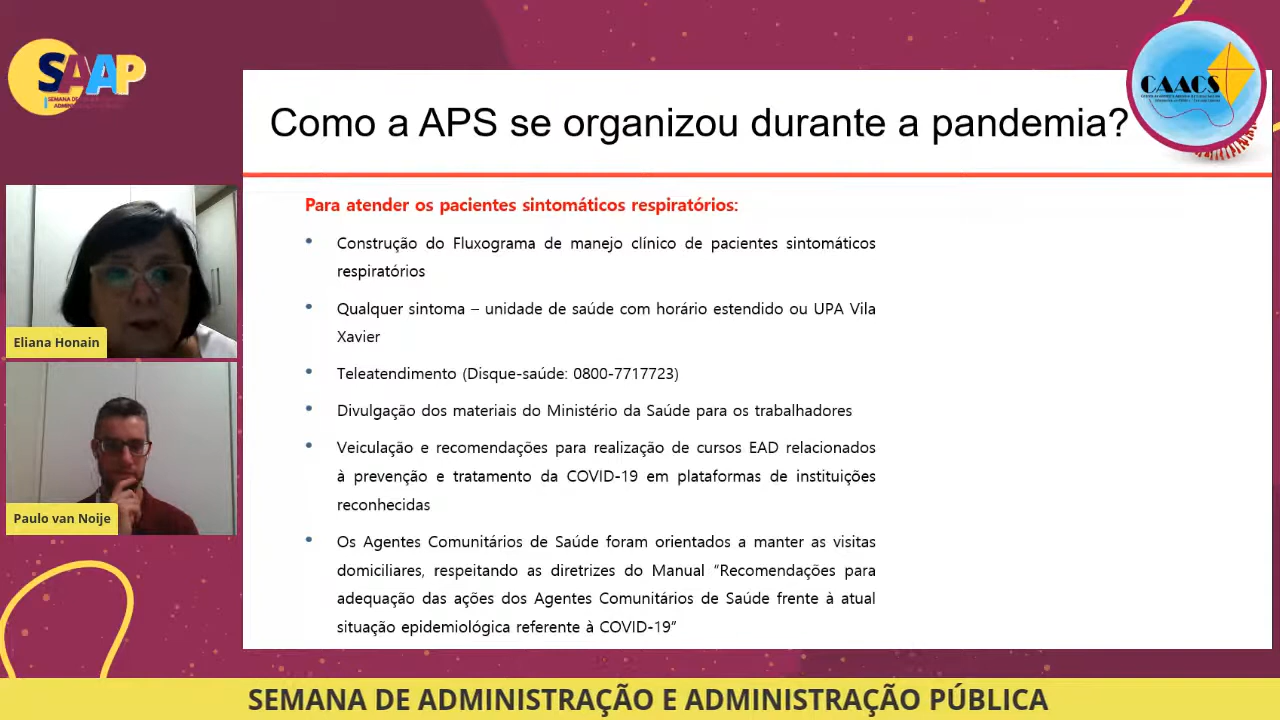 SAAP
SEMANA DE
CAACS
Como a APS se organizou durante a pandemia?
Para atender os pacientes sintomáticos respiratórios:
• Construção do Fluxograma de manejo clínico de pacientes sintomáticos
respiratórios
• Qualquer sintoma – unidade de saúde com horário estendido ou UPA Vila
Xavier
• Teleatendimento (Disque-saúde: 0800-7717723)
• Divulgação dos materiais do Ministério da Saúde para os trabalhadores
• Veiculação e recomendações para realização de cursos EAD relacionados
à prevenção e tratamento da COVID-19 em plataformas de instituições
reconhecidas
• Os Agentes Comunitários de Saúde foram orientados a manter as visitas
domiciliares, respeitando as diretrizes do Manual “Recomendações para
adequação das ações dos Agentes Comunitários de Saúde frente à atual
situação epidemiológica referente à COVID-19”
Eliana Honain
Paulo van Noije
SEMANA DE ADMINISTRAÇÃO E ADMINISTRAÇÃO PÚBLICA